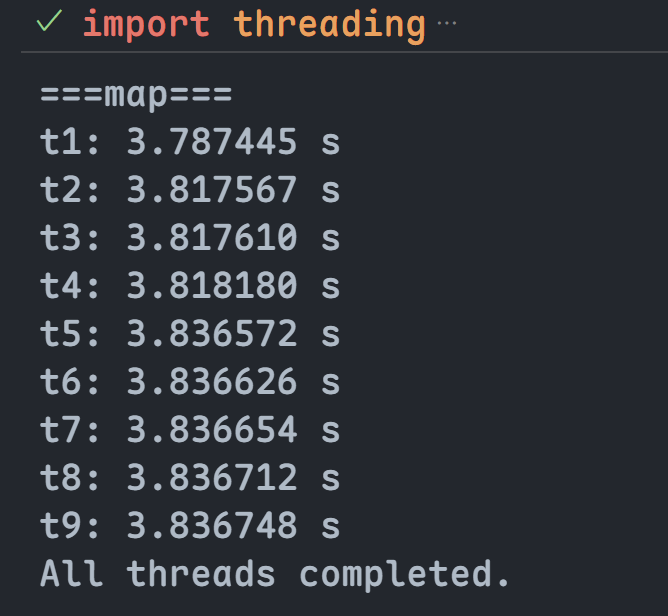 ✓ import threading ···
===map===
t1: 3.787445 s
t2: 3.817567 s
t3: 3.817610 s
t4: 3.818180 s
t5: 3.836572 s
t6: 3.836626 s
t7: 3.836654 s
t8: 3.836712 s
t9: 3.836748 s
All threads completed.